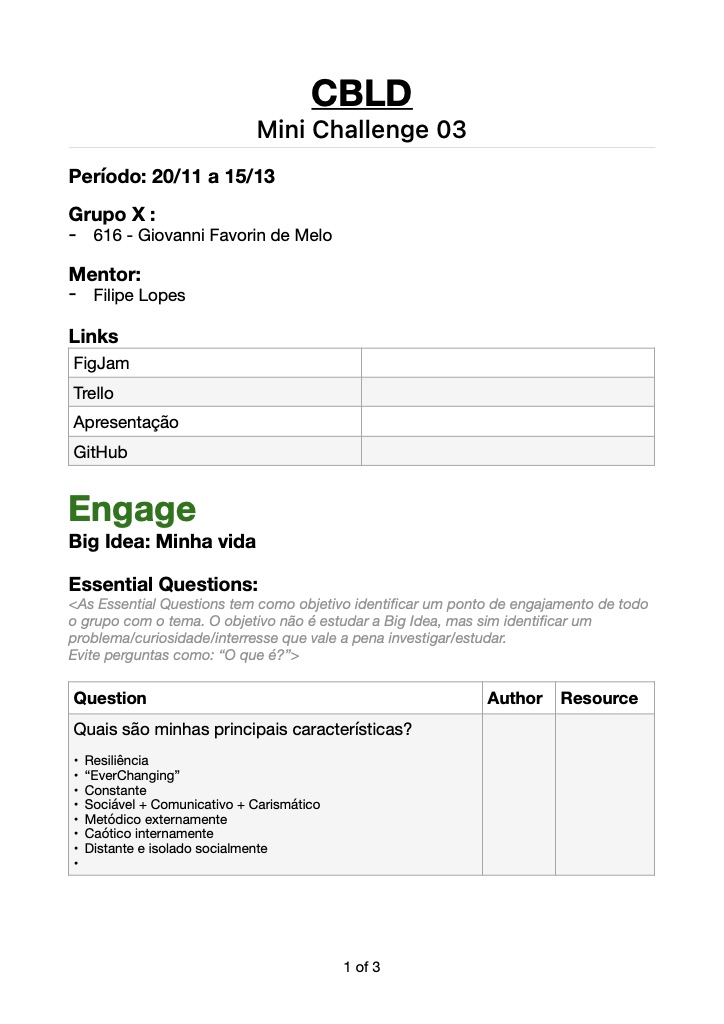 CBLD
Mini Challenge 03
Período: 20/11 a 15/13
Grupo X :
- 616 - Giovanni Favorin de Melo
Mentor:
- Filipe Lopes
Links
FigJam
Trello
Apresentação
GitHub
Engage
Big Idea: Minha vida
Essential Questions:
<As Essential Questions tem como objetivo identificar um ponto de engajamento de todo
o grupo com o tema. O objetivo não é estudar a Big Idea, mas sim identificar um
problema/curiosidade/interresse que vale a pena investigar/estudar.
Evite perguntas como: “O que é?”>
Question Author Resource
Quais são minhas principais características?
• Resiliência
• “EverChanging”
• Constante
• Sociável + Comunicativo + Carismático
• Metódico externamente
• Caótico internamente
• Distante e isolado socialmente
•
1 of 3